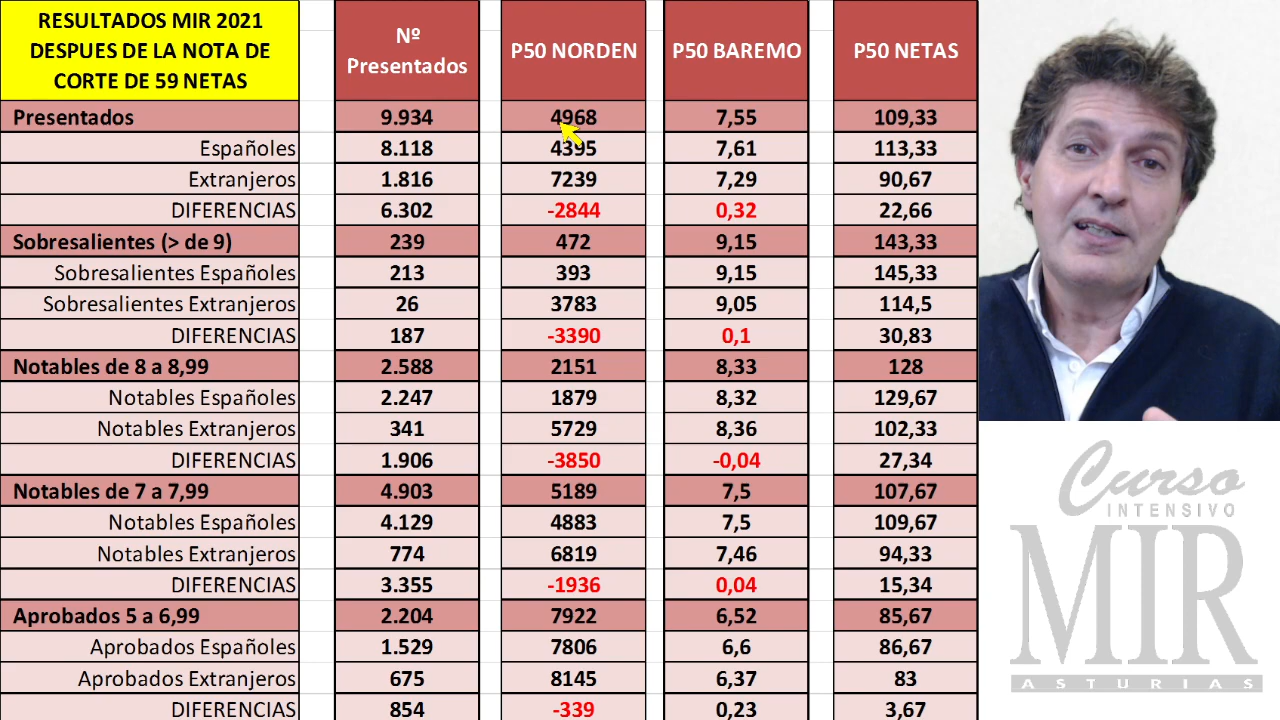 RESULTADOS MIR 2021
DESPUES DE LA NOTA DE
CORTE DE 59 NETAS
Nº
Presentados
P50 NORDEN
P50 BAREMO
P50 NETAS
Presentados 9.934 4968 7,55 109,33
Españoles 8.118 4395 7,61 113,33
Extranjeros 1.816 7239 7,29 90,67
DIFERENCIAS 6.302 -2844 0,32 22,66
Sobresalientes (> de 9) 239 472 9,15 143,33
Sobresalientes Españoles 213 393 9,15 145,33
Sobresalientes Extranjeros 26 3783 9,05 114,5
DIFERENCIAS 187 -3390 0,1 30,83
Notables de 8 a 8,99 2.588 2151 8,33 128
Notables Españoles 2.247 1879 8,32 129,67
Notables Extranjeros 341 5729 8,36 102,33
DIFERENCIAS 1.906 -3850 -0,04 27,34
Notables de 7 a 7,99 4.903 5189 7,5 107,67
Notables Españoles 4.129 4883 7,5 109,67
Notables Extranjeros 774 6819 7,46 94,33
DIFERENCIAS 3.355 -1936 0,04 15,34
Aprobados 5 a 6,99 2.204 7922 6,52 85,67
Aprobados Españoles 1.529 7806 6,6 86,67
Aprobados Extranjeros 675 8145 6,37 83
DIFERENCIAS 854 -339 0,23 3,67
Curso
INTENSIVO
MIR
ASTURIAS